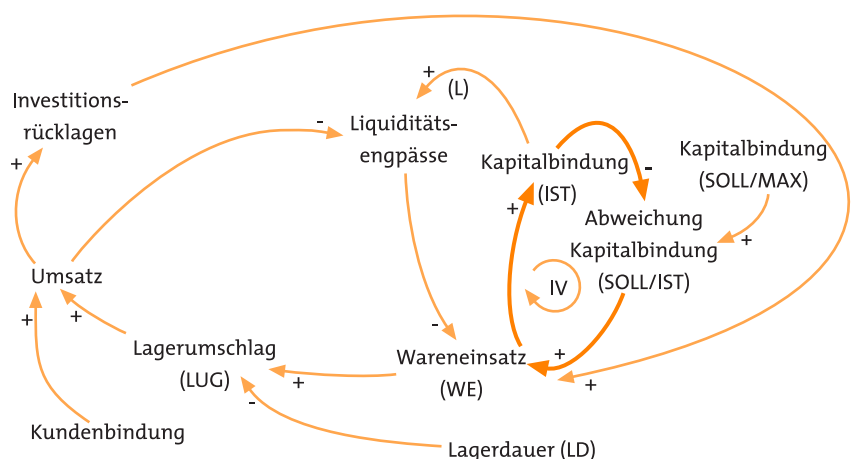 +
(L)
Investitions-
rücklagen
-
Liquiditäts-
engpässe
Kapitalbindung
(IST)
-
Kapitalbindung
(SOLL/MAX)
+
+
Abweichung
Kapitalbindung
(SOLL/IST)
+
Umsatz
IV
+
+
-
Lagerumschlag
(LUG)
+
Wareneinsatz
(WE)
+
+
-
Kundenbindung
Lagerdauer (LD)